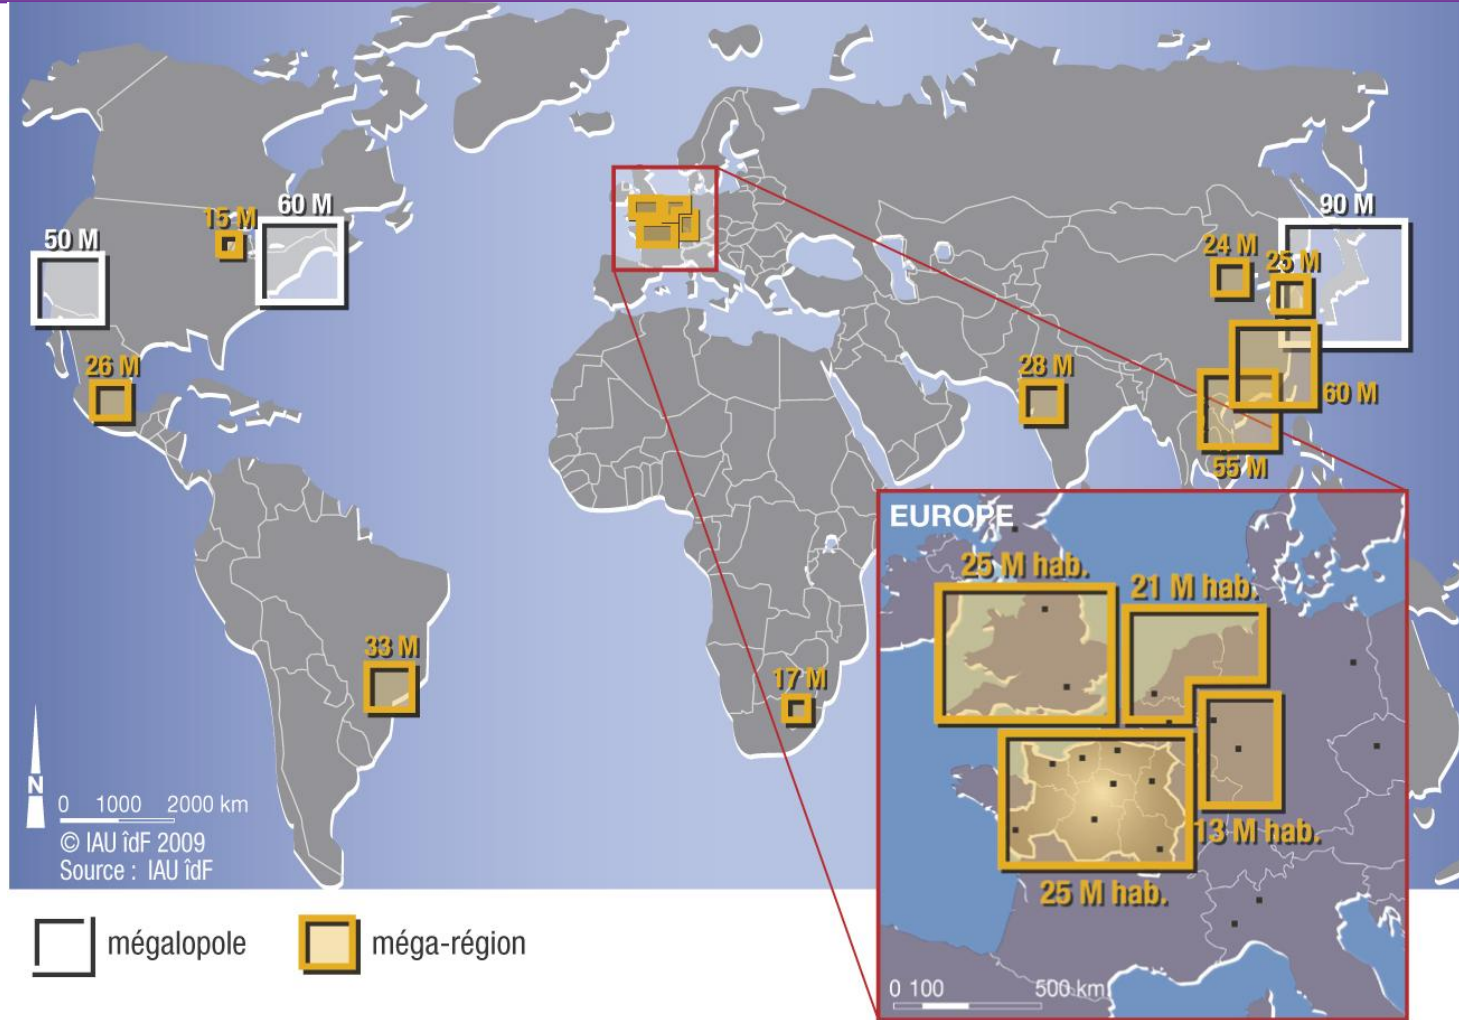 15 M
60 M
50 M
90 M
24 M
25 M
26 M
28 M
60 M
55 M
33 M
17 M
EUROPE
25 M hab.
21 M hab.
13 M hab.
25 M hab.
N
0 1000 2000 km
© IAU îdF 2009
Source : IAU îdF
0 100 500 km
mégalopole
méga-région